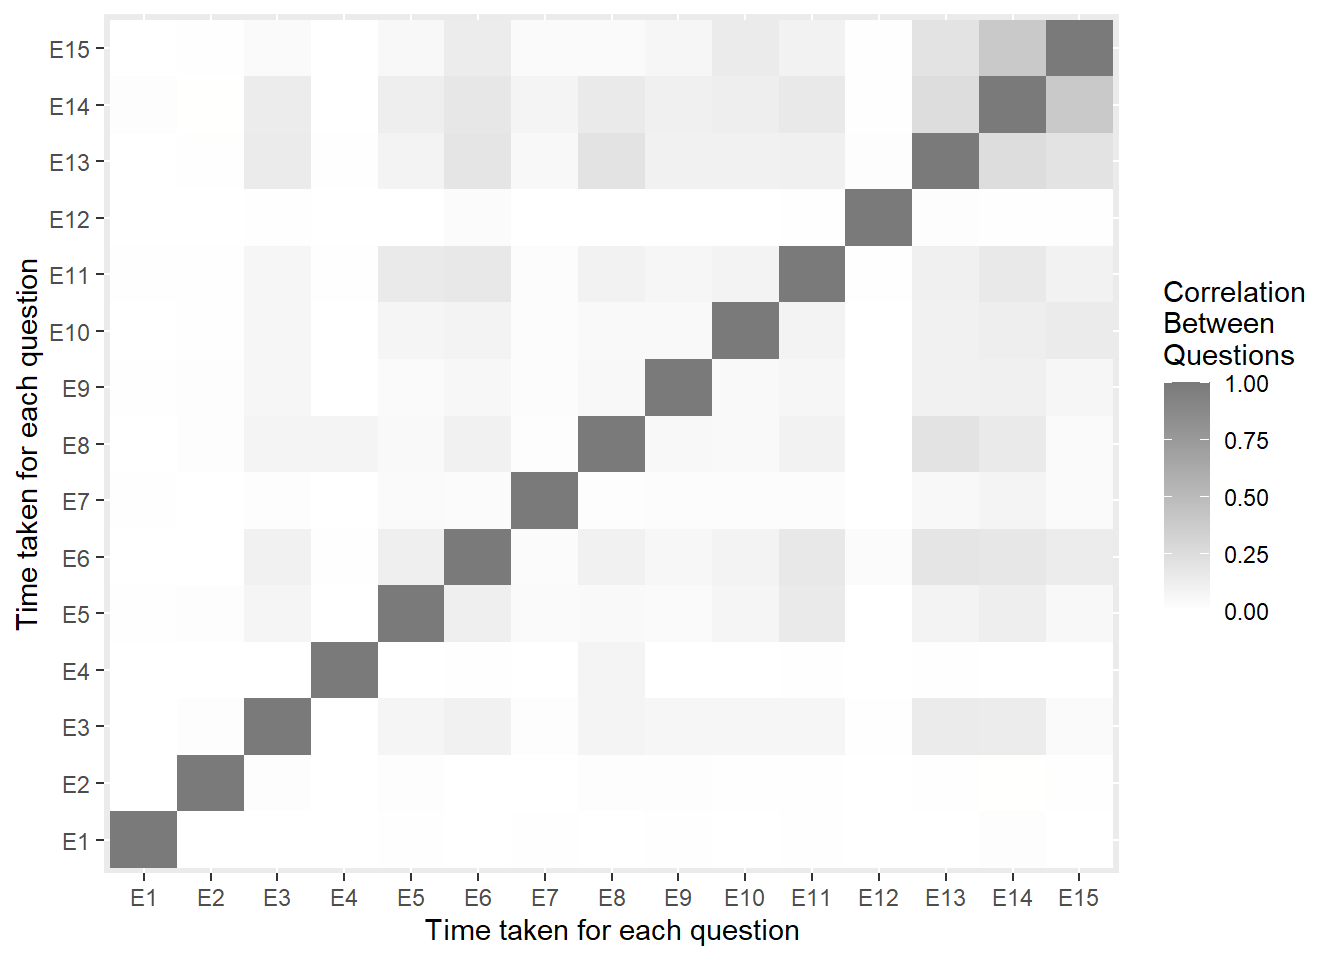 E15
E14
E13
E12
E11
E10
E9
E8
E7
E6
E5
E4
E3
E2
E1
Time taken for each question
E1 E2 E3 E4 E5 E6 E7 E8 E9 E10 E11 E12 E13 E14 E15
Time taken for each question
Correlation
Between
Questions
1.00
0.75
0.50
0.25
0.00